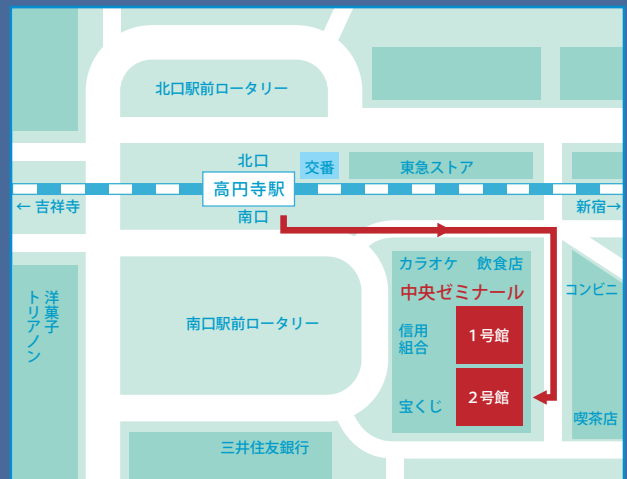 北口駅前ロータリー
北口
交番
東急ストア
高円寺駅
← 吉祥寺
新宿→
南口
カラオケ 飲食店
中央ゼミナール
コンビニ
洋菓子
トリアノン
南口駅前ロータリー
信用
組合
1号館
宝くじ
2号館
喫茶店
三井住友銀行